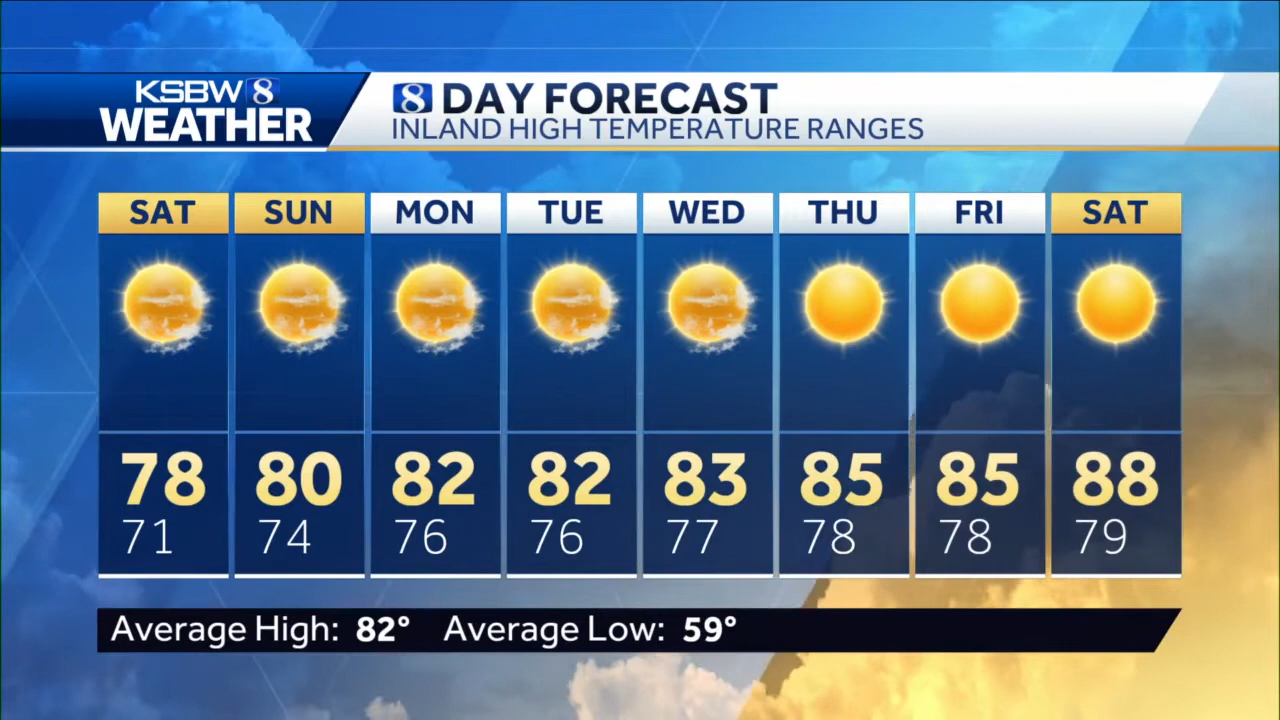 KSBW 8
WEATHER
8 DAY FORECAST
INLAND HIGH TEMPERATURE RANGES
SAT SUN MON TUE WED THU FRI SAT
78 80 82 82 83 85 85 88
71 74 76 76 77 78 78 79
Average High: 82° Average Low: 59°